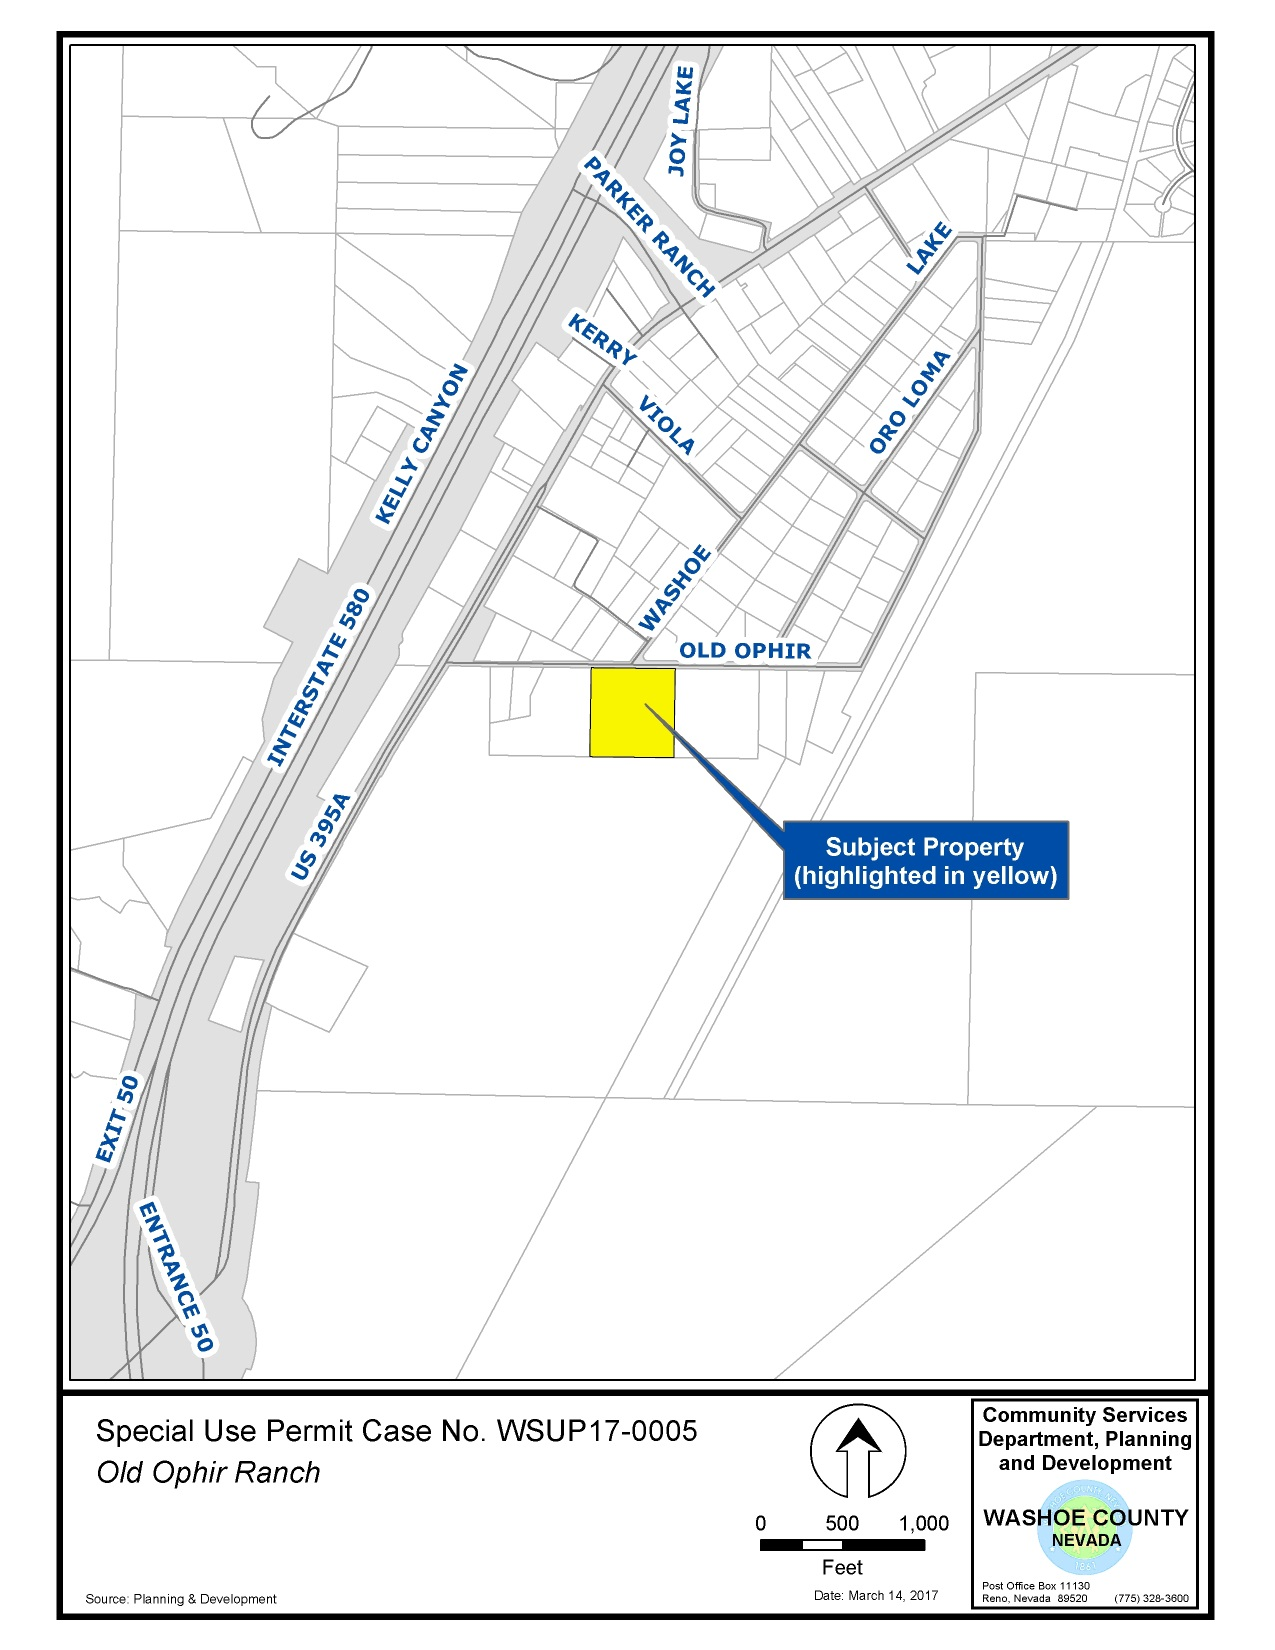 JOY LAKE
PARKER RANCH
LAKE
KERRY
VIOLA
ORO LOMA
KELLY CANYON
WASHOE
INTERSTATE 580
OLD OPHIR
US 395A
Subject Property
(highlighted in yellow)
EXIT 50
ENTRANCE 50
Special Use Permit Case No. WSUP17-0005
Old Ophir Ranch
0 500 1,000
Feet
Source: Planning & Development
Date: March 14, 2017
Community Services
Department, Planning
and Development
WASHOE COUNTY
NEVADA
1861
Post Office Box 11130
Reno, Nevada 89520 (775) 328-3600